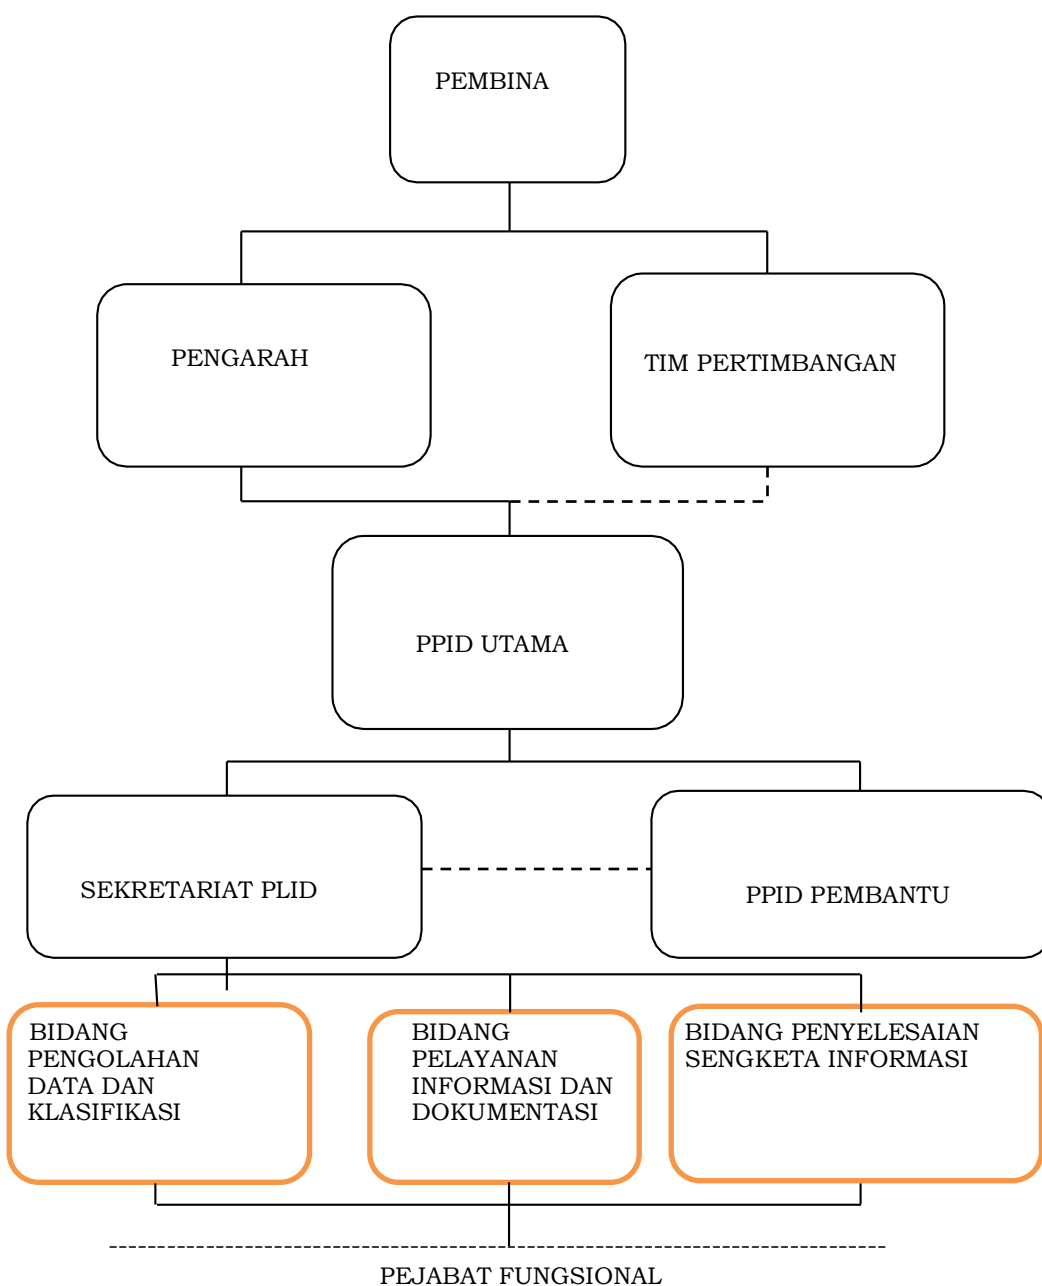 PEMBINA
PENGARAH
TIM PERTIMBANGAN
PPID UTAMA
SEKRETARIAT PLID
PPID PEMBANTU
BIDANG
PENGOLAHAN
DATA DAN
KLASIFIKASI
BIDANG
PELAYANAN
INFORMASI DAN
DOKUMENTASI
BIDANG PENYELESAIAN
SENGKETA INFORMASI
PEJABAT FUNGSIONAL